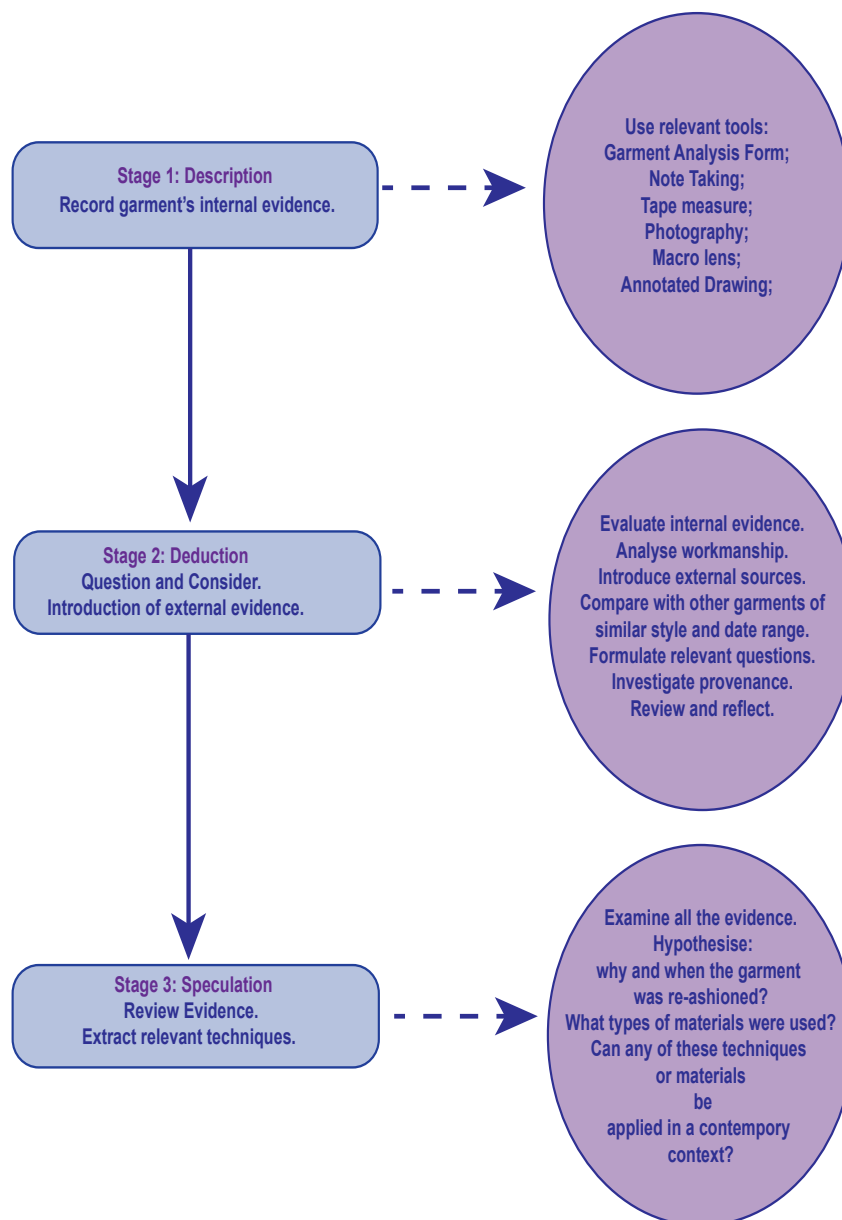 Stage 1: Description
Record garment's internal evidence.
Use relevant tools:
Garment Analysis Form;
Note Taking;
Tape measure;
Photography;
Macro lens;
Annotated Drawing;
Stage 2: Deduction
Question and Consider.
Introduction of external evidence.
Evaluate internal evidence.
Analyse workmanship.
Introduce external sources.
Compare with other garments of
similar style and date range.
Formulate relevant questions.
Investigate provenance.
Review and reflect.
Stage 3: Speculation
Review Evidence.
Extract relevant techniques.
Examine all the evidence.
Hypothesise:
why and when the garment
was re-ashioned?
What types of materials were used?
Can any of these techniques
or materials
be
applied in a contempory
context?